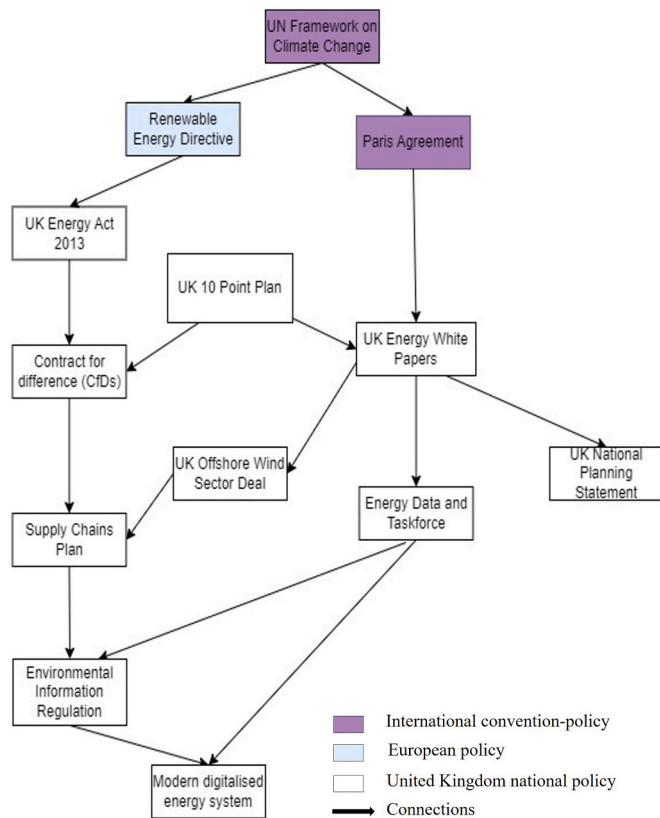 UN Framework on
Climate Change
Renewable
Energy Directive
Paris Agreement
UK Energy Act
2013
UK 10 Point Plan
Contract for
difference (CfDs)
UK Energy White
Papers
UK Offshore Wind
Sector Deal
UK National
Planning
Statement
Supply Chains
Plan
Energy Data and
Taskforce
Environmental
Information
Regulation
Modern digitalised
energy system
International convention-policy
European policy
United Kingdom national policy
Connections